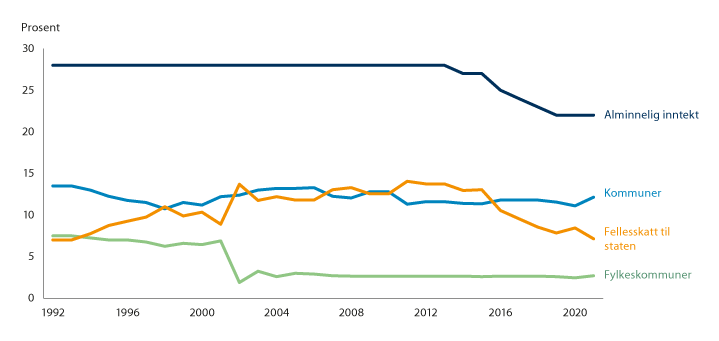 Prosent
30
25
20
15
10
5
0
1992 1996 2000 2004 2008 2012 2016 2020
Alminnelig inntekt
Kommuner
Fellesskatt til
staten
Fylkeskommuner